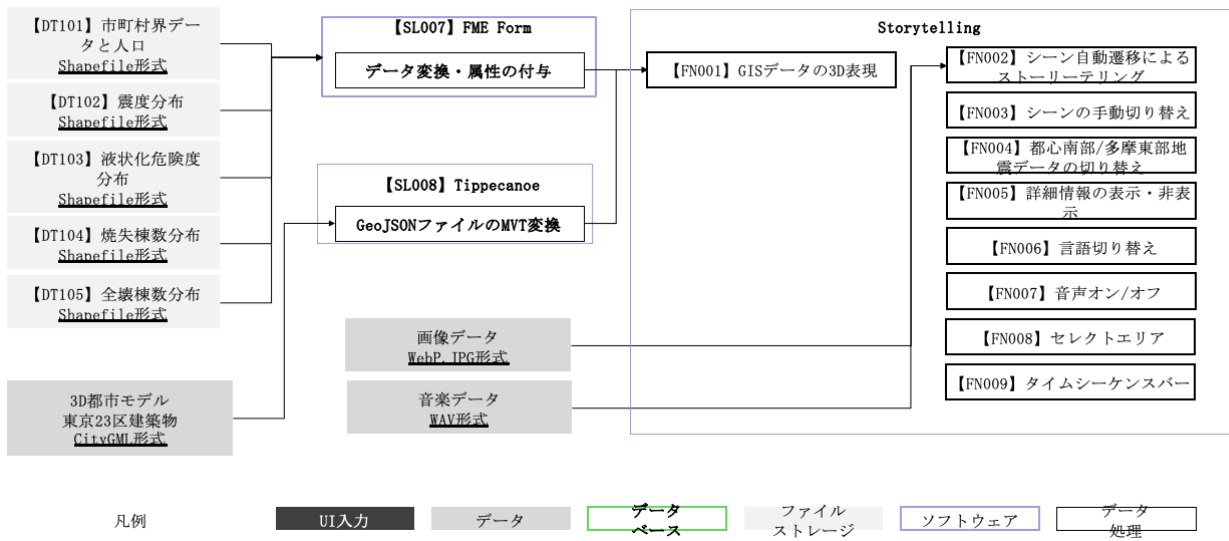 【DT101】市町村界デ
ータと人口
Shapefile形式
【DT102】震度分布
Shapefile形式
【DT103】液状化危険度
分布
Shapefile形式
【DT104】焼失棟数分布
Shapefile形式
【DT105】全壊棟数分布
Shapefile形式
3D都市モデル
東京23区建築物
CityGML形式
【SL007】FME Form
データ変換・属性の付与
【SL008】Tippecanoe
GeoJSONファイルのMVT変換
画像データ
WebP,JPG形式
音楽データ
WAV形式
Storytelling
【FN001】GISデータの3D表現
【FN002】シーン自動遷移による
ストーリーテリング
【FN003】シーンの手動切り替え
【FN004】都心南部/多摩東部地
震データの切り替え
【FN005】詳細情報の表示・非表
示
【FN006】言語切り替え
【FN007】音声オン/オフ
【FN008】セレクトエリア
【FN009】タイムシーケンスバー
凡例
UI入力
データ
データ
ベース
ファイル
ストレージ
ソフトウェア
データ
処理